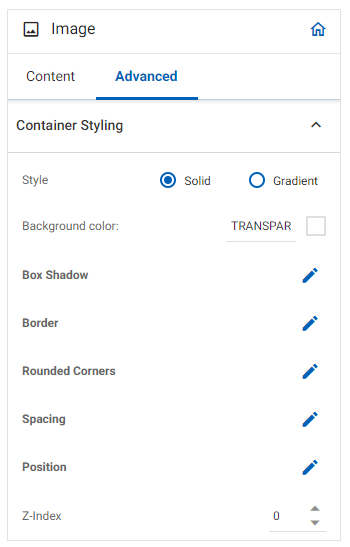 Image
Content Advanced
Container Styling
Style Solid Gradient
Background color: TRANSPAR
Box Shadow
Border
Rounded Corners
Spacing
Position
Z-Index 0